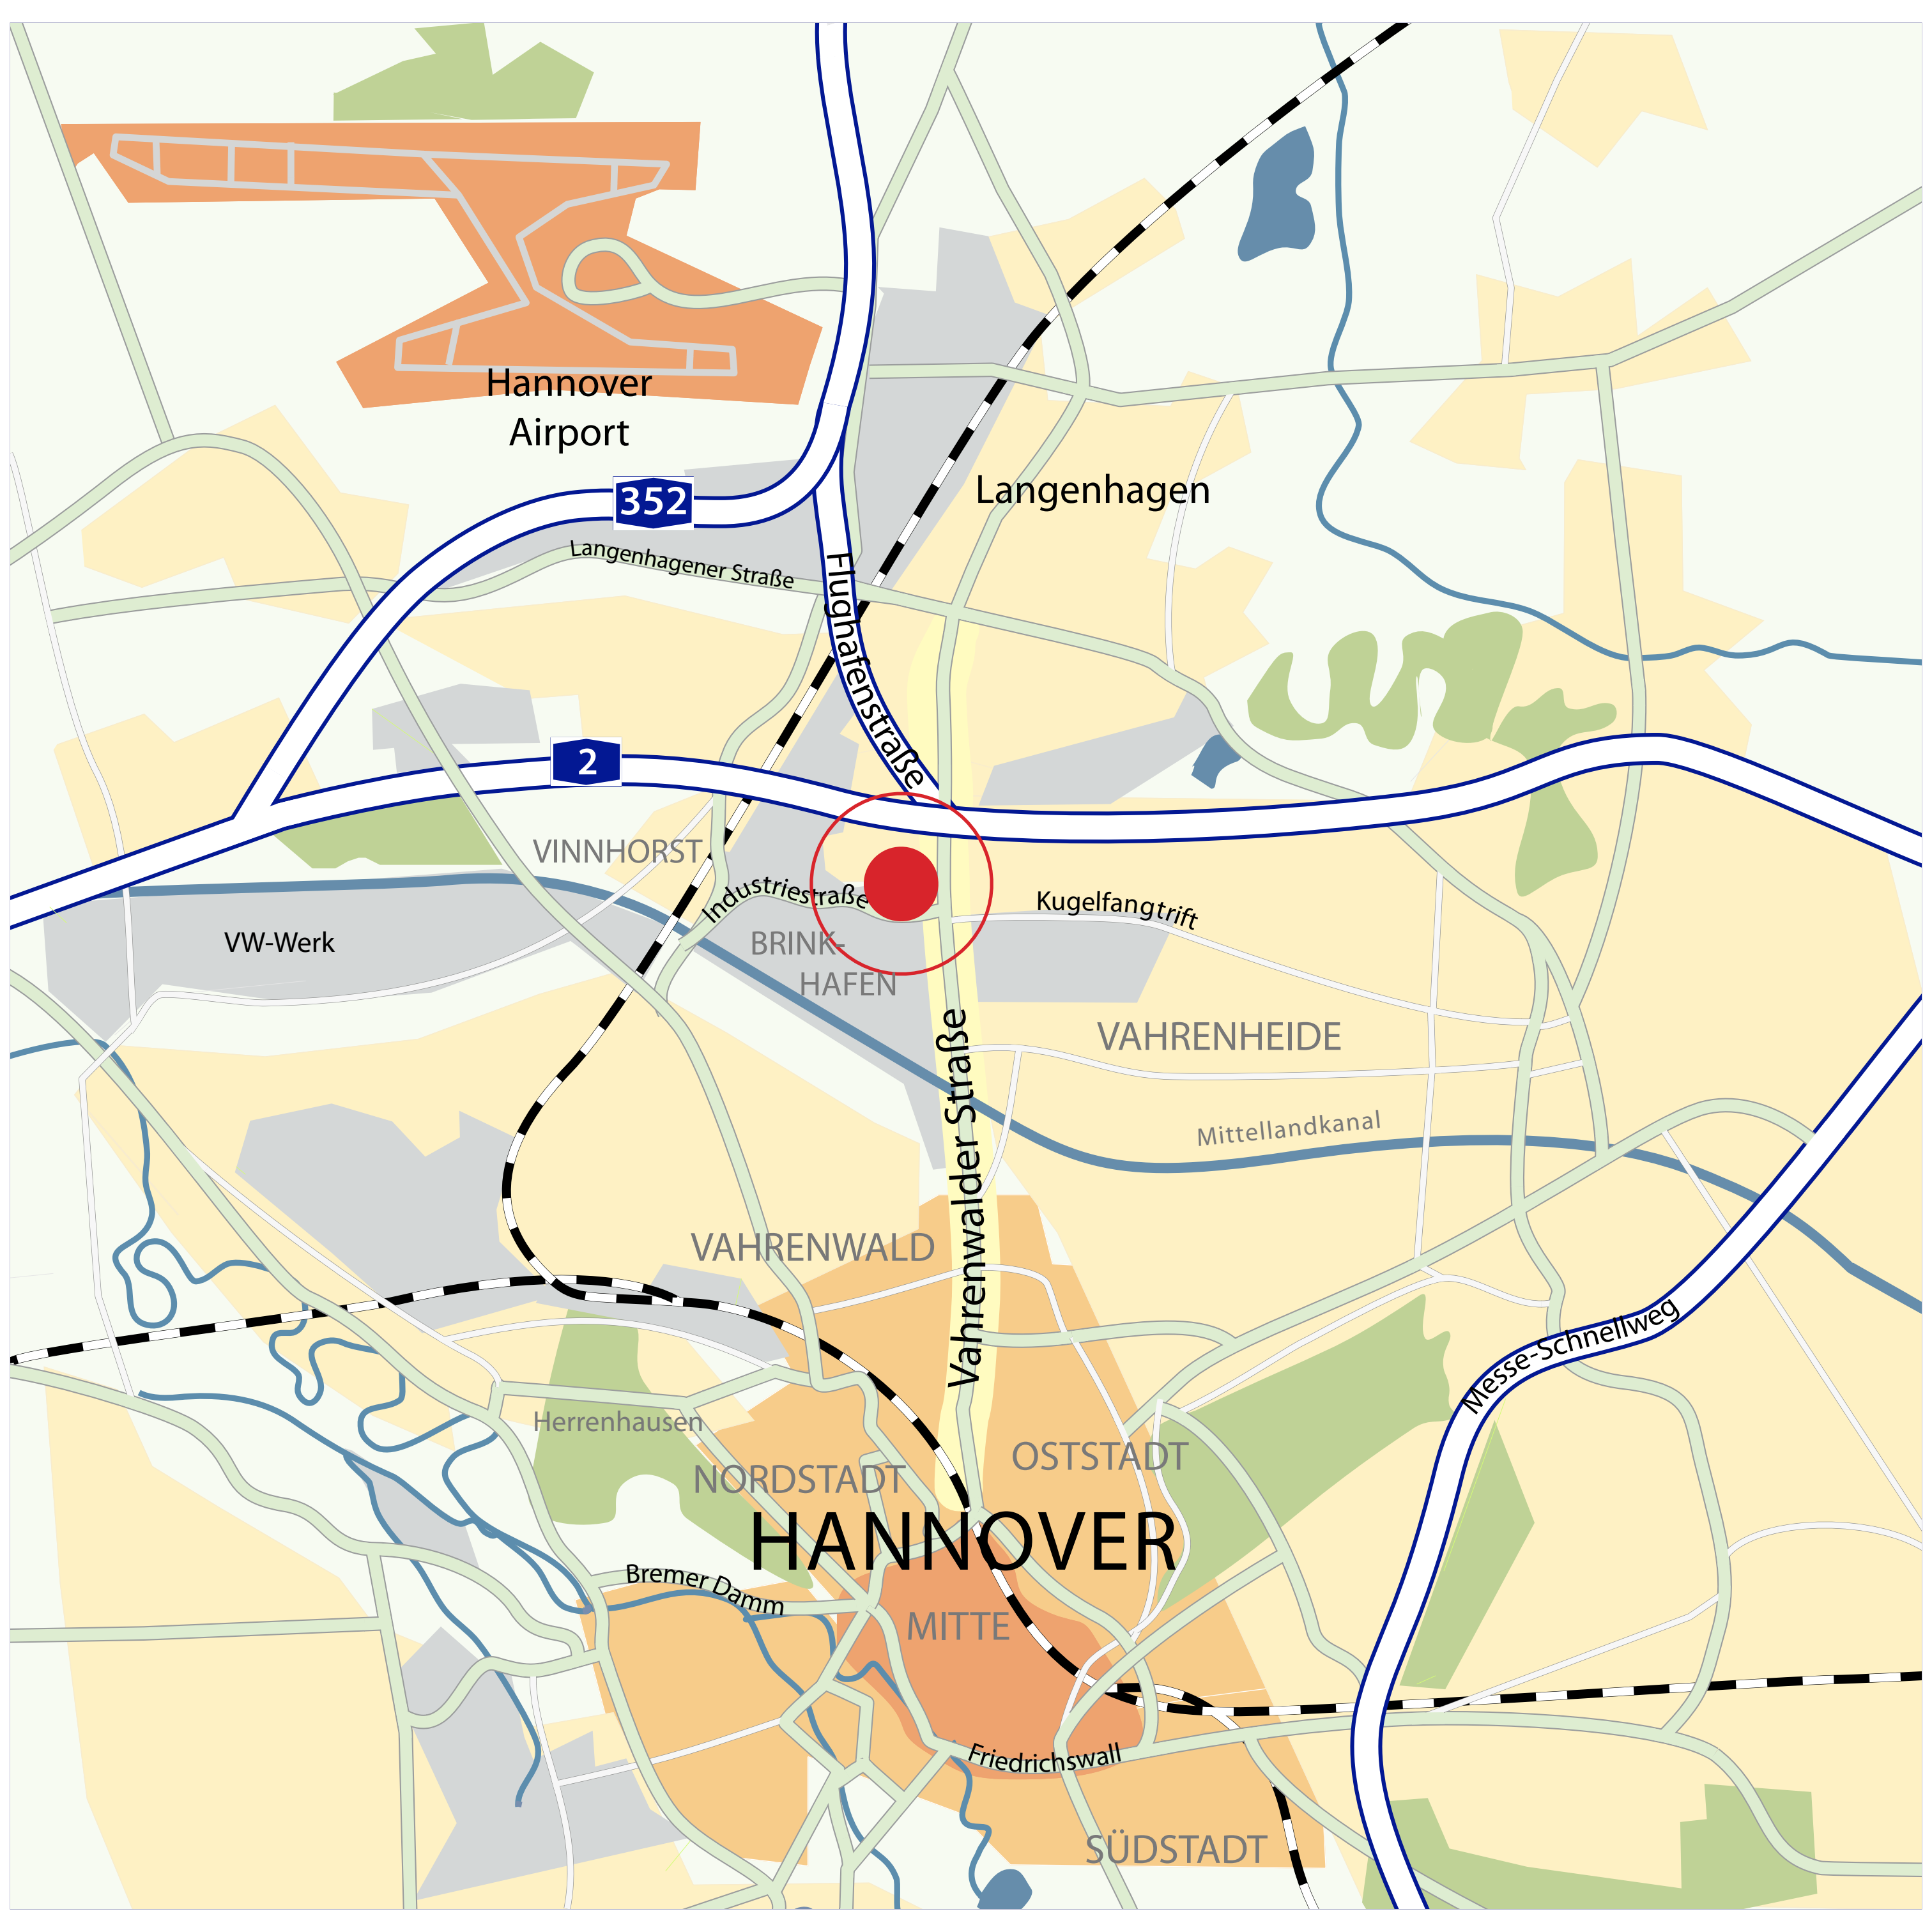 Hannover
Airport
352
Langenhagen
Langenhagener Straße
Flughafenstraße
2
VINNHORST
Industriestraße
Kugelfangtrift
VW-Werk
BRINK-
HAFEN
VAHRENHEIDE
Vahrenwalder Straße
Mittellandkanal
VAHRENWALD
Messe-Schnellweg
Herrenhausen
NORDSTADT
OSTSTADT
HANNOVER
Bremer Damm
MITTE
Friedrichswall
SÜDSTADT